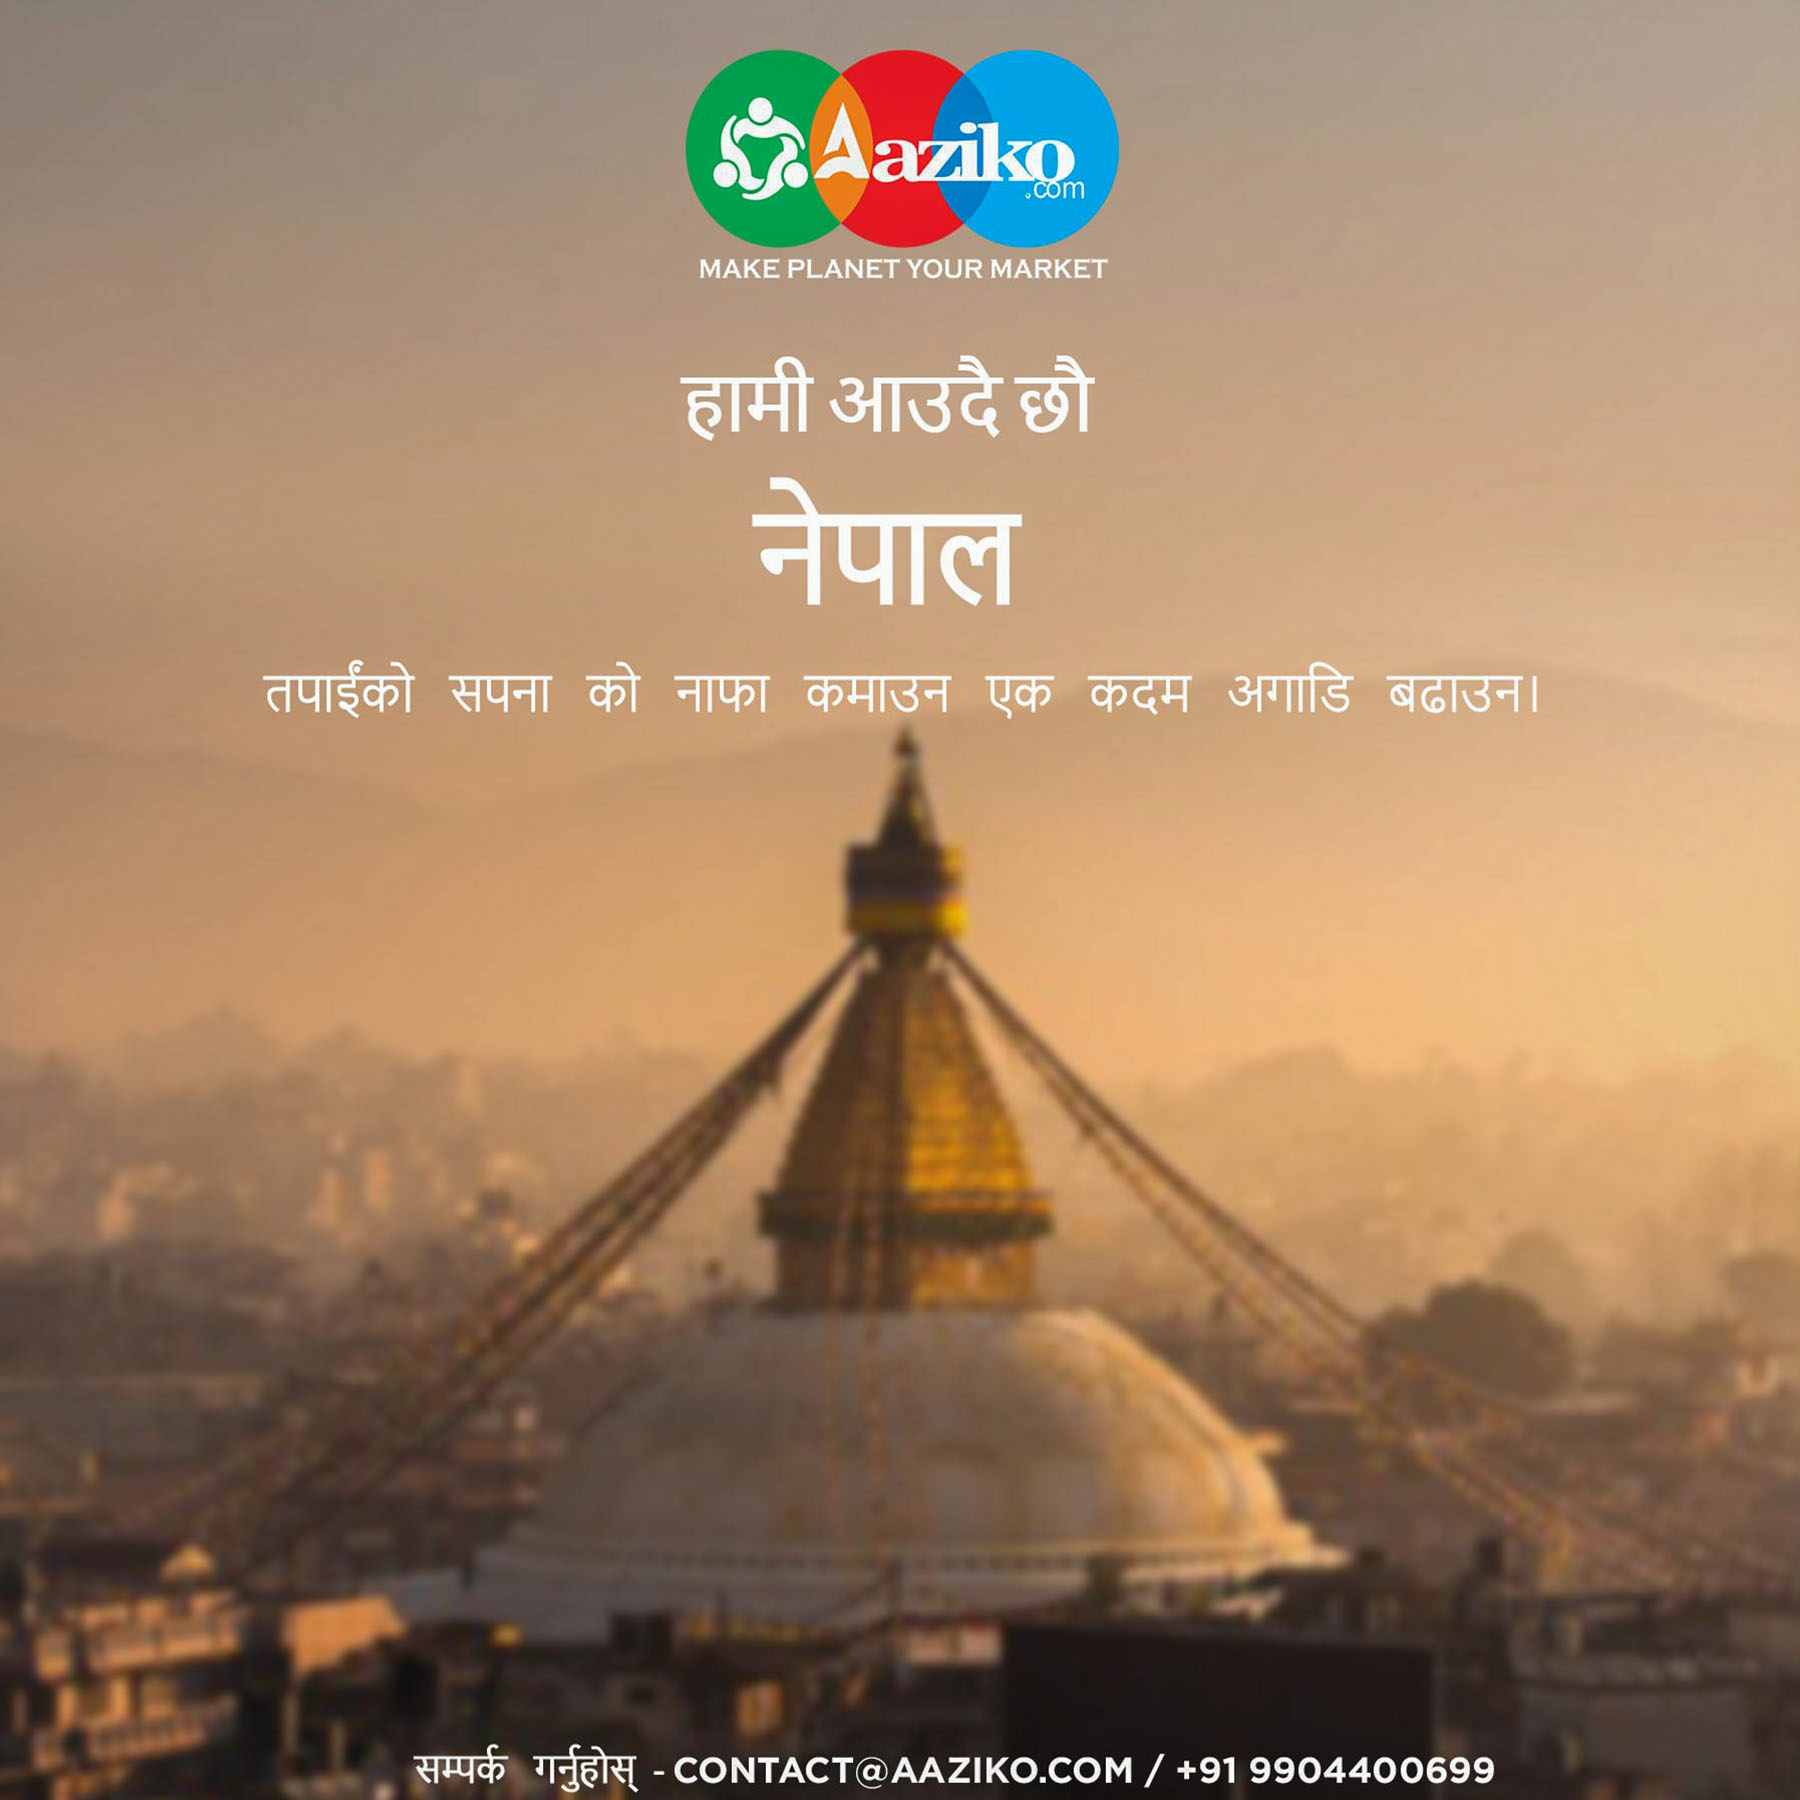 Aaziko
.com
MAKE PLANET YOUR MARKET
हामी आउदै छौ
नेपाल
तपाईंको सपना को नाफा कमाउन एक कदम अगाडि बढाउन।
सम्पर्क गर्नुहोस् - CONTACT@AAZIKO.COM / +91 9904400699